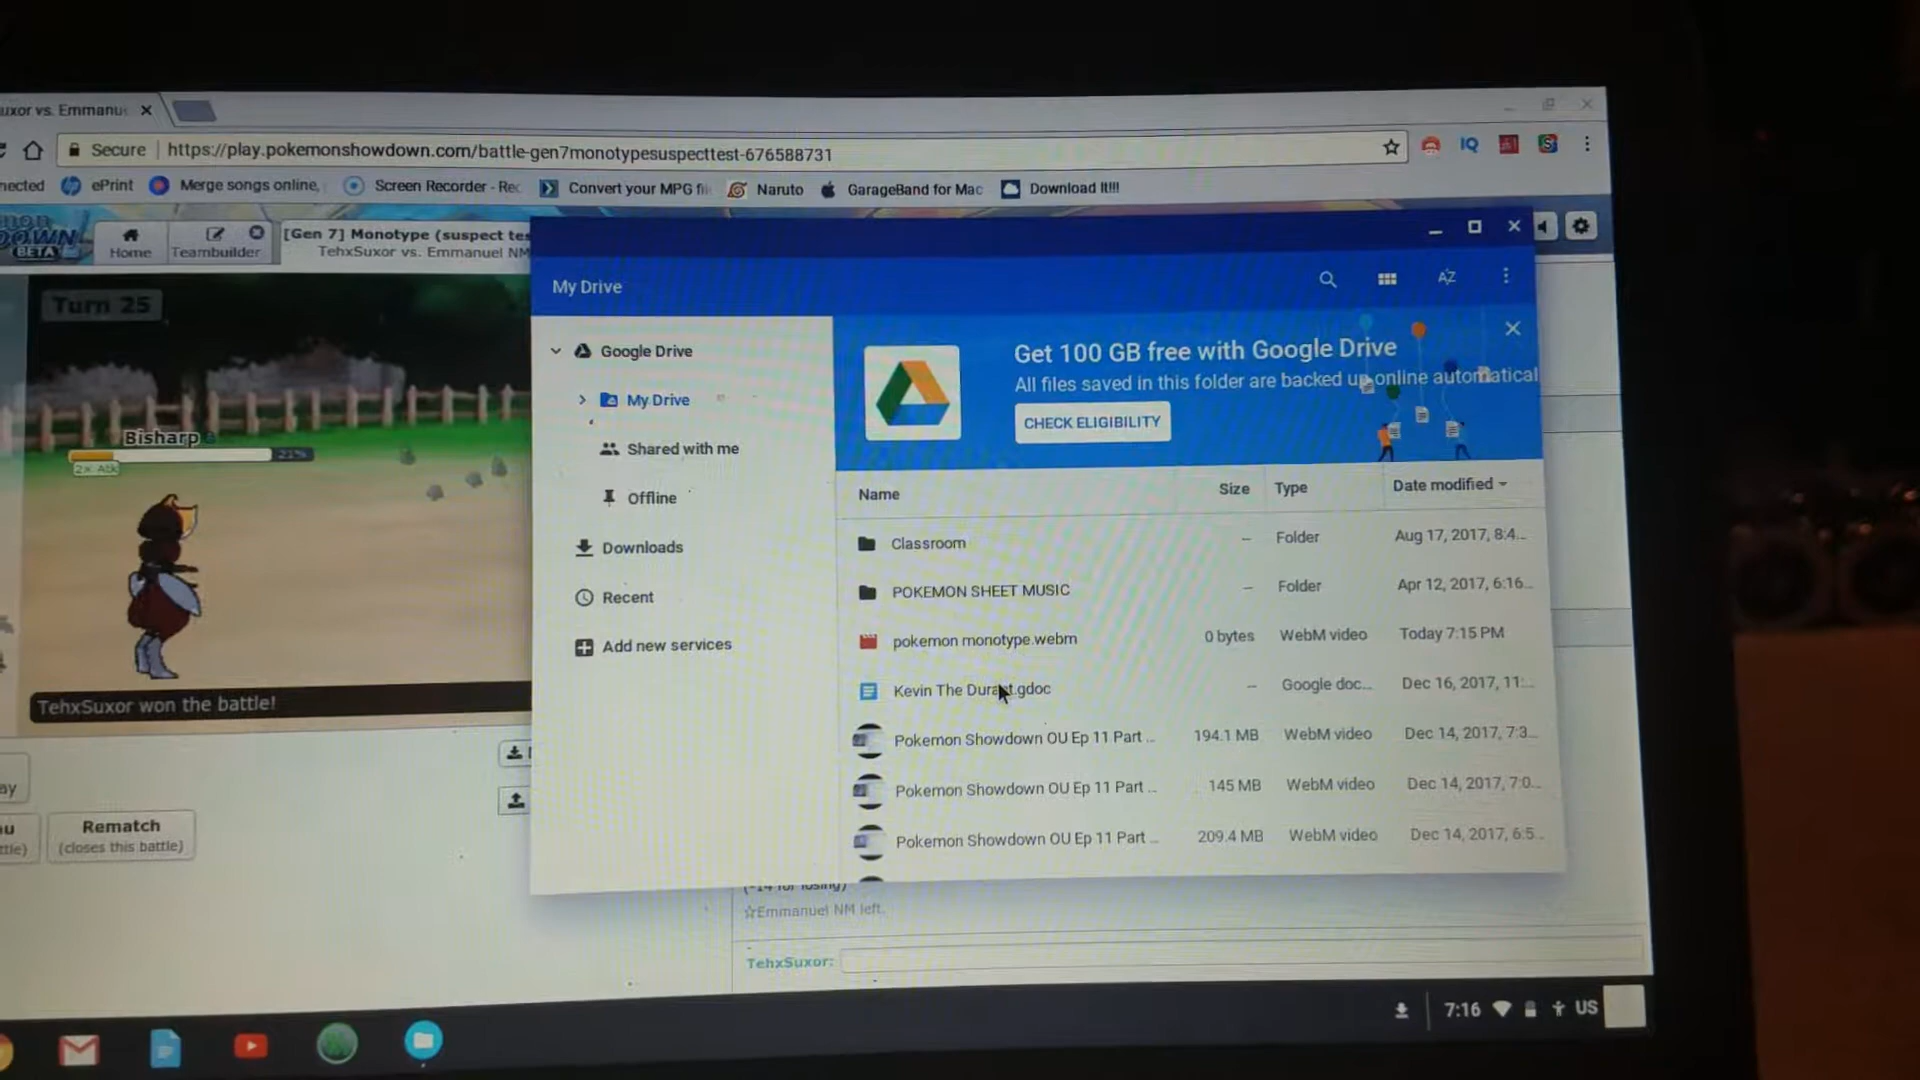 uxor vs. Emmanu
Secure https://play.pokemonshowdown.com/battle-gen7monotypesuspecttest-676588731
IQ
nected ePrint Merge songs online, Screen Recorder - Rec Convert your MPG fi Naruto GarageBand for Mac Download It!!!
DOWN
BETA
Home
Teambuilder
[Gen 7] Monotype (suspect tes
TehxSuxor vs. Emmanuel NM
Turn 25
Bisharp
21%
2x Atk
TehxSuxor won the battle!
ay
Rematch
(closes this battle)
My Drive
AZ
Google Drive
My Drive
Shared with me
Offline
Downloads
Recent
Add new services
Get 100 GB free with Google Drive
All files saved in this folder are backed up online automatical
CHECK ELIGIBILITY
Name Size Type Date modified
Classroom -- Folder Aug 17, 2017, 8:4...
POKEMON SHEET MUSIC -- Folder Apr 12, 2017, 6:16...
pokemon monotype.webm 0 bytes WebM video Today 7:15 PM
Kevin The Durant.gdoc -- Google doc... Dec 16, 2017, 11:...
Pokemon Showdown OU Ep 11 Part ... 194.1 MB WebM video Dec 14, 2017, 7:3...
Pokemon Showdown OU Ep 11 Part ... 145 MB WebM video Dec 14, 2017, 7:0...
Pokemon Showdown OU Ep 11 Part ... 209.4 MB WebM video Dec 14, 2017, 6:5...
☆Emmanuel NM left.
TehxSuxor:
7:16 US